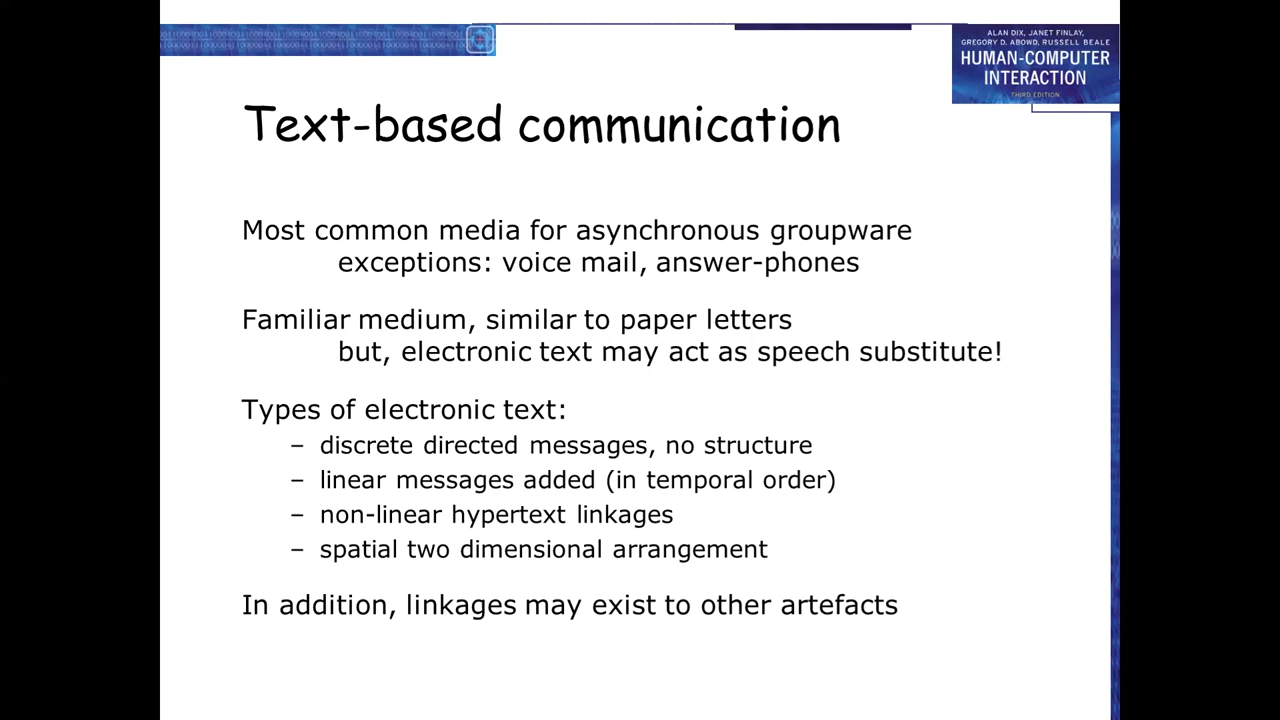 ALAN DIX, JANET FINLAY,
GREGORY D. ABOWD, RUSSELL BEALE
HUMAN-COMPUTER
INTERACTION
THIRD EDITION
Text-based communication
Most common media for asynchronous groupware
exceptions: voice mail, answer-phones
Familiar medium, similar to paper letters
but, electronic text may act as speech substitute!
Types of electronic text:
– discrete directed messages, no structure
– linear messages added (in temporal order)
– non-linear hypertext linkages
– spatial two dimensional arrangement
In addition, linkages may exist to other artefacts